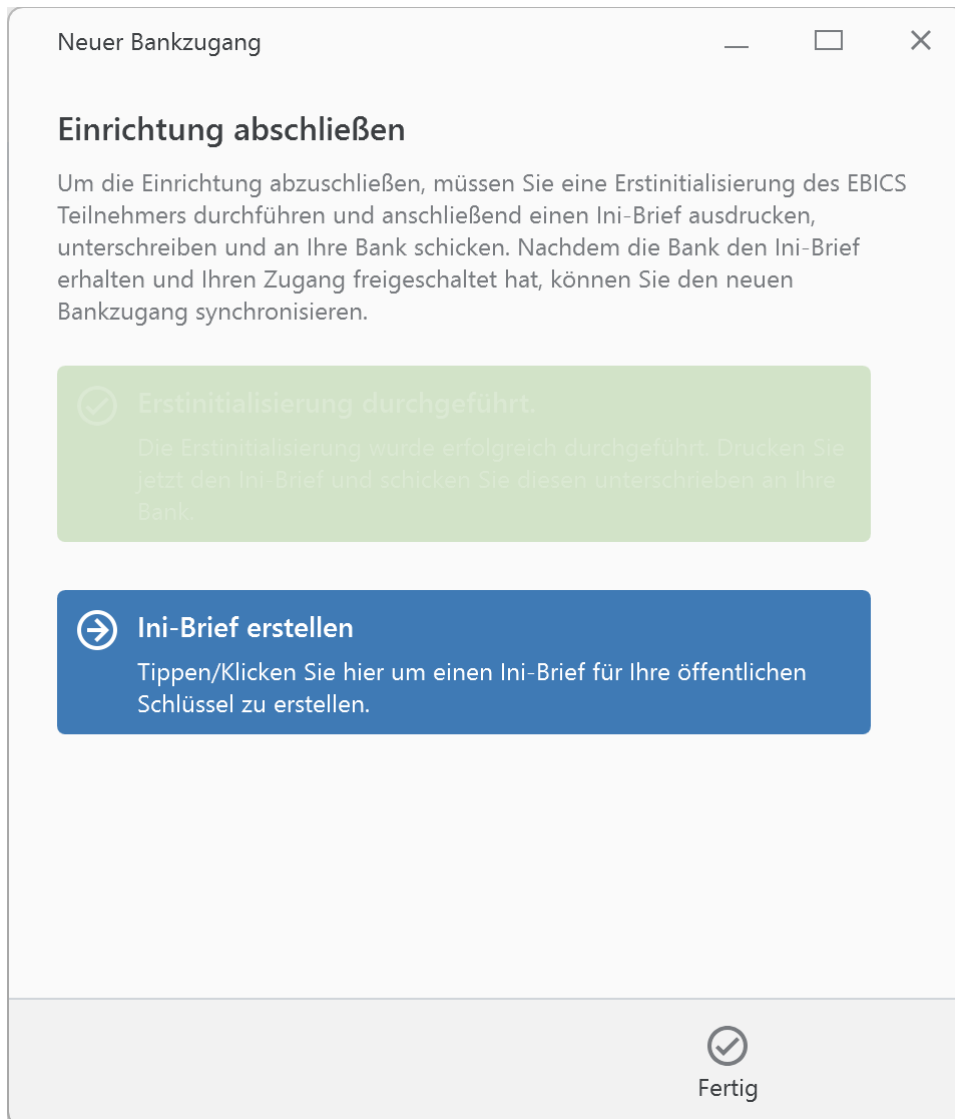 Neuer Bankzugang
Einrichtung abschließen
Um die Einrichtung abzuschließen, müssen Sie eine Erstinitialisierung des EBICS
Teilnehmers durchführen und anschließend einen Ini-Brief ausdrucken,
unterschreiben und an Ihre Bank schicken. Nachdem die Bank den Ini-Brief
erhalten und Ihren Zugang freigeschaltet hat, können Sie den neuen
Bankzugang synchronisieren.
Erstinitialisierung durchgeführt.
Die Erstinitialisierung wurde erfolgreich durchgeführt. Drucken Sie
jetzt den Ini-Brief und schicken Sie diesen unterschrieben an Ihre
Bank.
Ini-Brief erstellen
Tippen/Klicken Sie hier um einen Ini-Brief für Ihre öffentlichen
Schlüssel zu erstellen.
Fertig